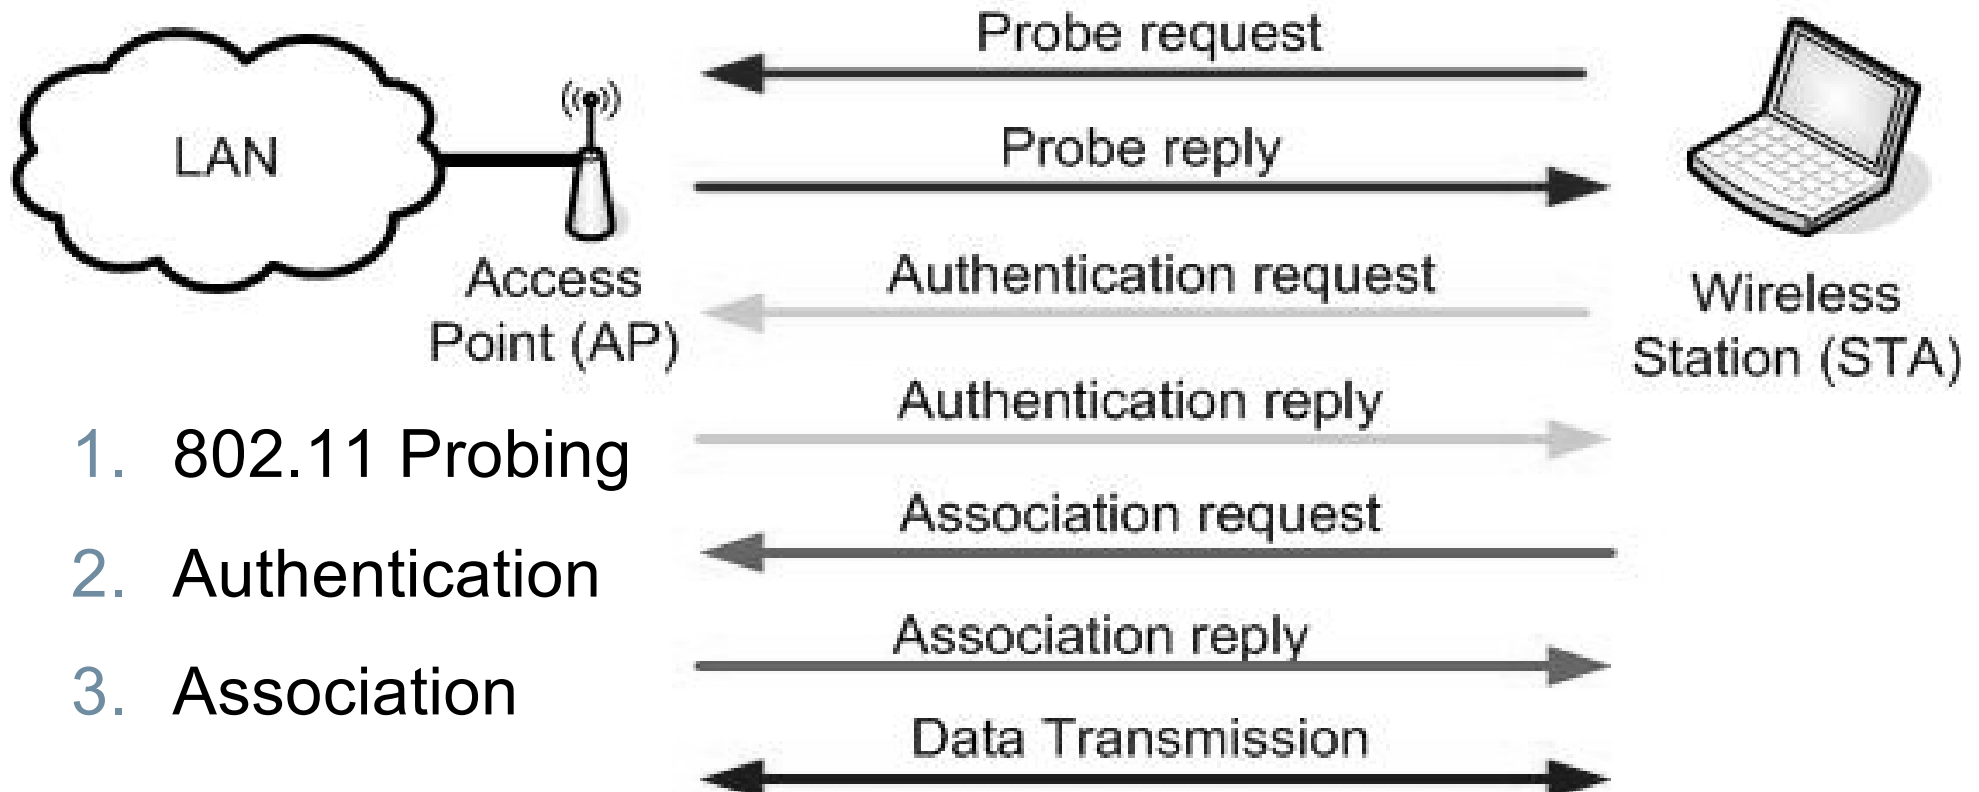 Probe request
Probe reply
LAN
Access
Point (AP)
Authentication request
Wireless
Station (STA)
Authentication reply
1. 802.11 Probing
Association request
2. Authentication
Association reply
3. Association
Data Transmission